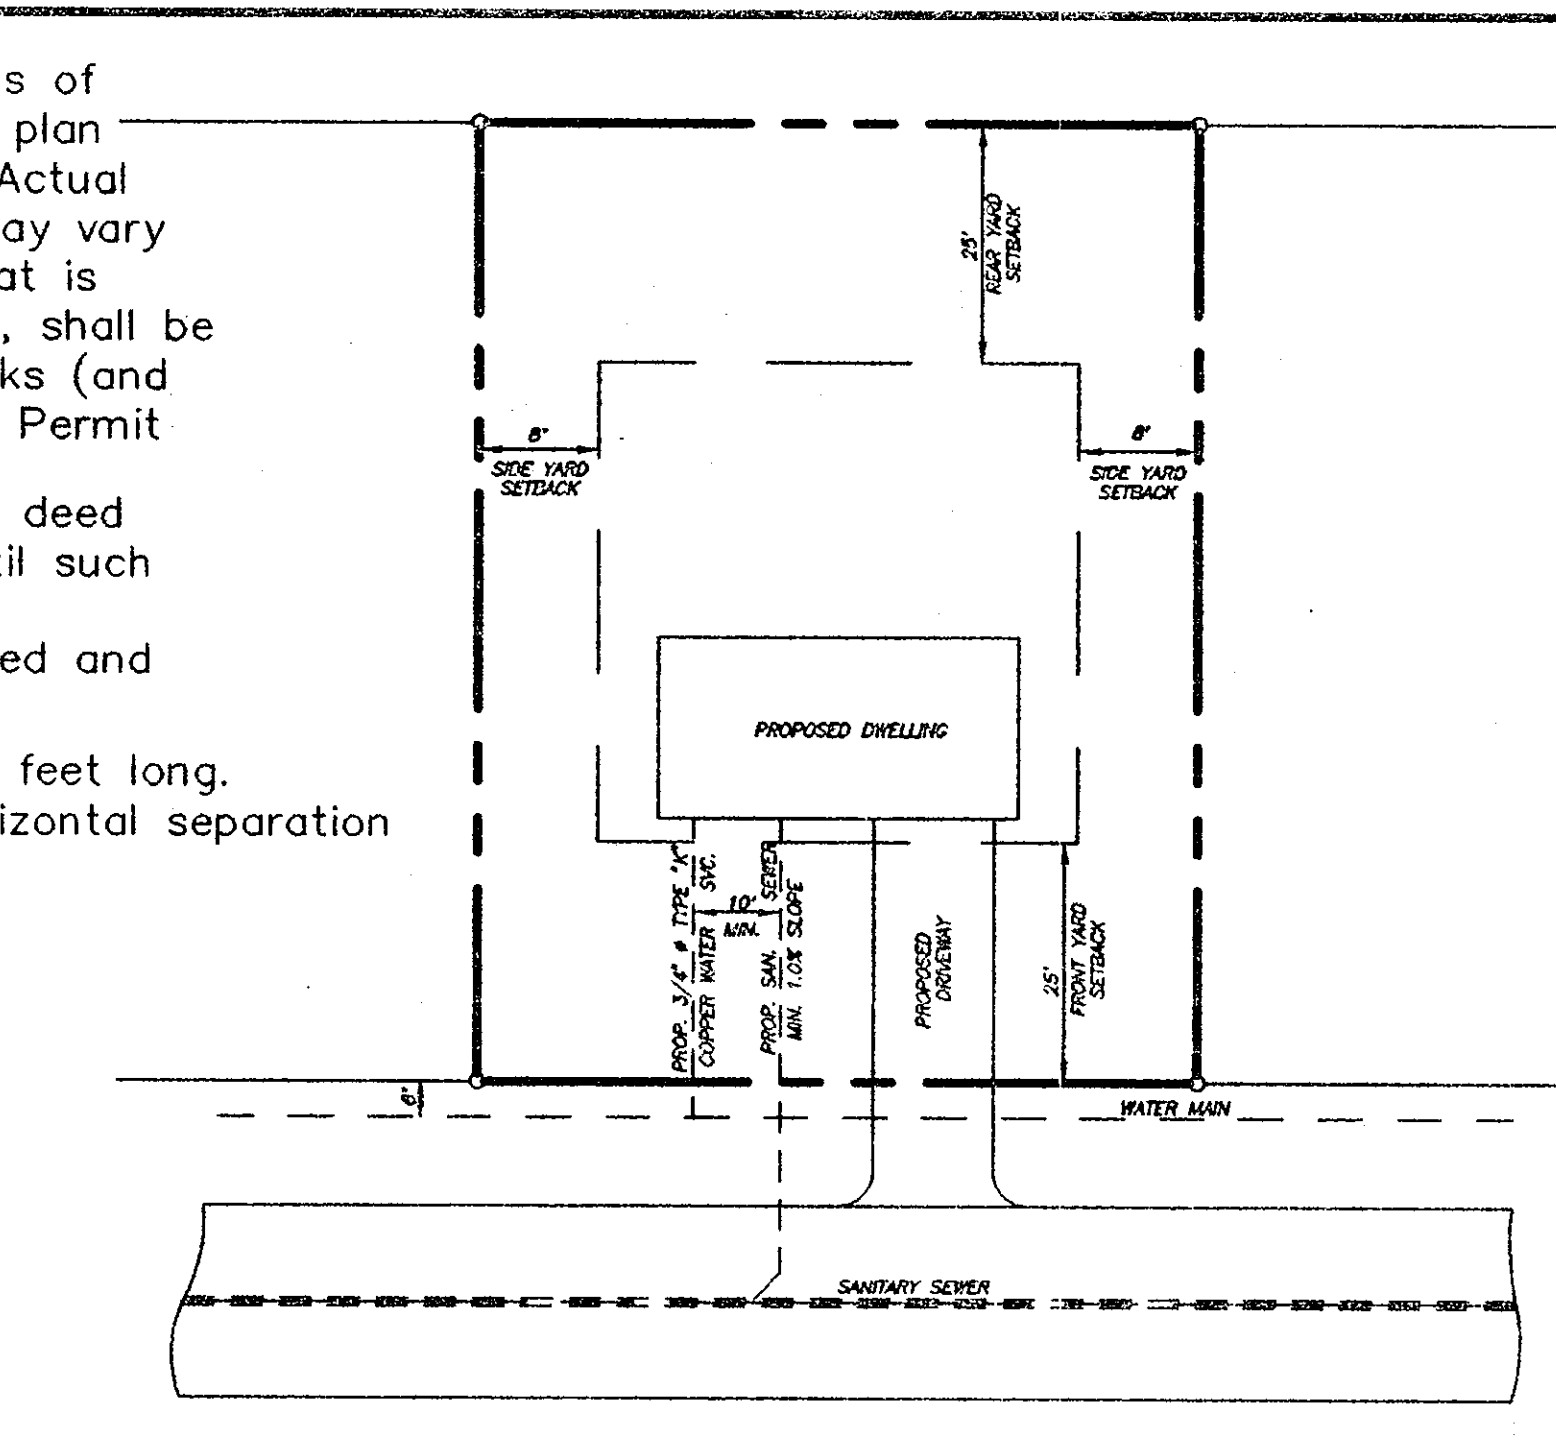 s of
plan
Actual
ay vary
at is
, shall be
ks (and
Permit
deed
il such
ed and
feet long.
izontal separation
25'
REAR YARD
SETBACK
8'
SIDE YARD
SETBACK
8'
SIDE YARD
SETBACK
PROPOSED DWELLING
PROP. 3/4" ø TYPE "K"
COPPER WATER SVC.
10'
MIN.
PROP. SAN. SEWER
MIN. 1.0% SLOPE
PROPOSED
DRIVEWAY
25'
FRONT YARD
SETBACK
WATER MAIN
SANITARY SEWER